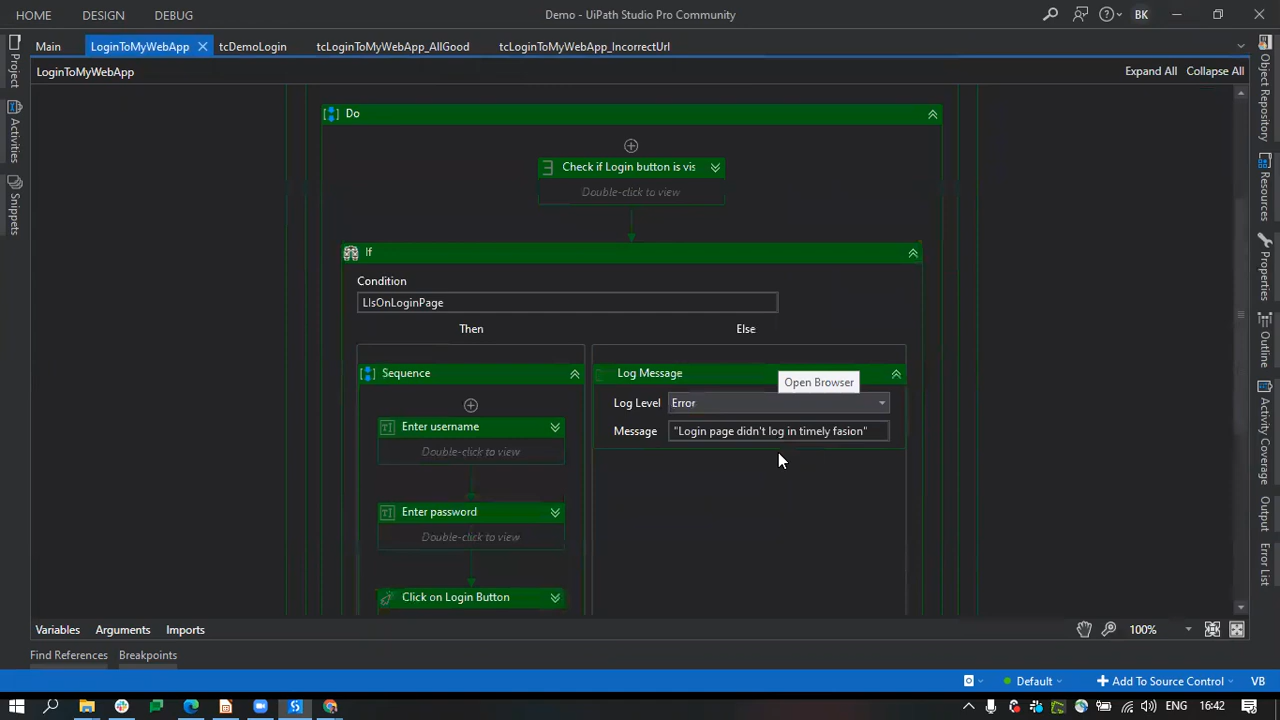 HOME DESIGN DEBUG Demo - UiPath Studio Pro Community BK
Main LoginToMyWebApp tcDemoLogin tcLoginToMyWebApp_AllGood tcLoginToMyWebApp_IncorrectUrl
LoginToMyWebApp Expand All Collapse All
Project
Activities
Snippets
Do
Check if Login button is vis
Double-click to view
If
Condition
LIsOnLoginPage
Then Else
Sequence
Enter username
Double-click to view
Enter password
Double-click to view
Click on Login Button
Log Message
Open Browser
Log Level Error
Message "Login page didn't log in timely fasion"
Object Repository
Resources
Properties
Outline
Activity Coverage
Output
Error List
Variables Arguments Imports 100%
Find References Breakpoints
Default Add To Source Control VB
ENG 16:42